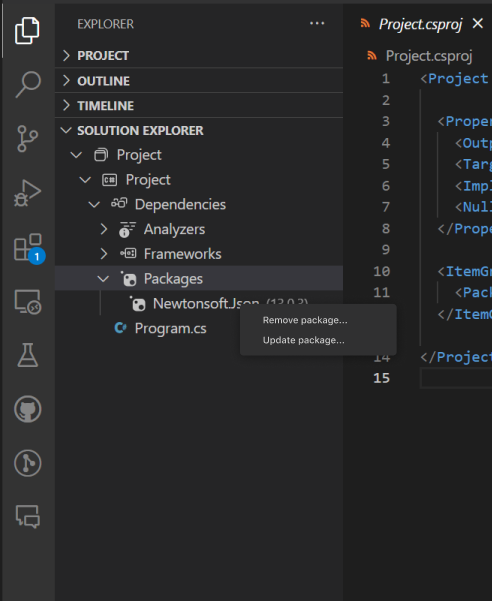 EXPLORER
PROJECT
OUTLINE
TIMELINE
SOLUTION EXPLORER
Project
C# Project
Dependencies
Analyzers
Frameworks
Packages
Newtonsoft.Json (13.0.3)
Remove package...
Update package...
C# Program.cs
1
Project.csproj
Project.csproj
1 <Project
2
3 <Proper
4 <Outp
5 <Targ
6 <Impl
7 <Null
8 </Prope
9
10 <ItemGr
11 <Pack
</ItemG
14 </Project
15